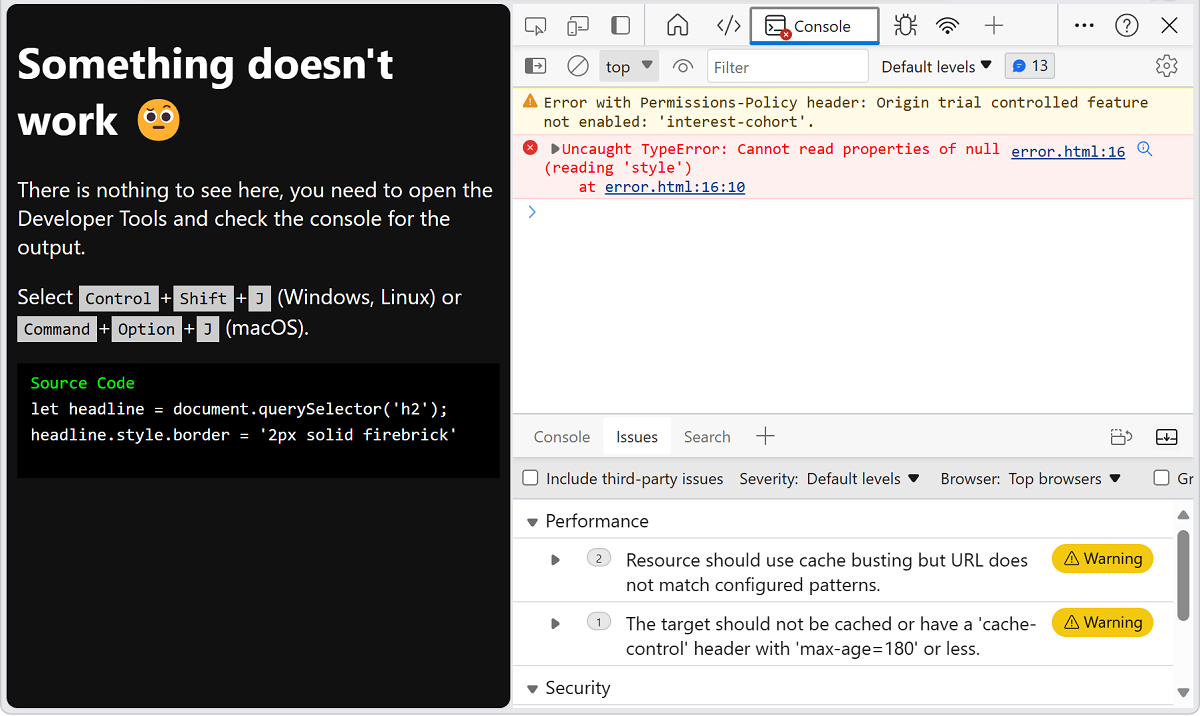 Something doesn't
work
There is nothing to see here, you need to open the
Developer Tools and check the console for the
output.
Select Control+Shift+J (Windows, Linux) or
Command+Option+J (macOS).
Source Code
let headline = document.querySelector('h2');
headline.style.border = '2px solid firebrick'
Console
top
Filter
Default levels
13
Error with Permissions-Policy header: Origin trial controlled feature
not enabled: 'interest-cohort'.
Uncaught TypeError: Cannot read properties of null error.html:16
(reading 'style')
at error.html:16:10
Console Issues Search
Include third-party issues Severity: Default levels Browser: Top browsers Gr
Performance
2 Resource should use cache busting but URL does Warning
not match configured patterns.
1 The target should not be cached or have a 'cache- Warning
control' header with 'max-age=180' or less.
Security